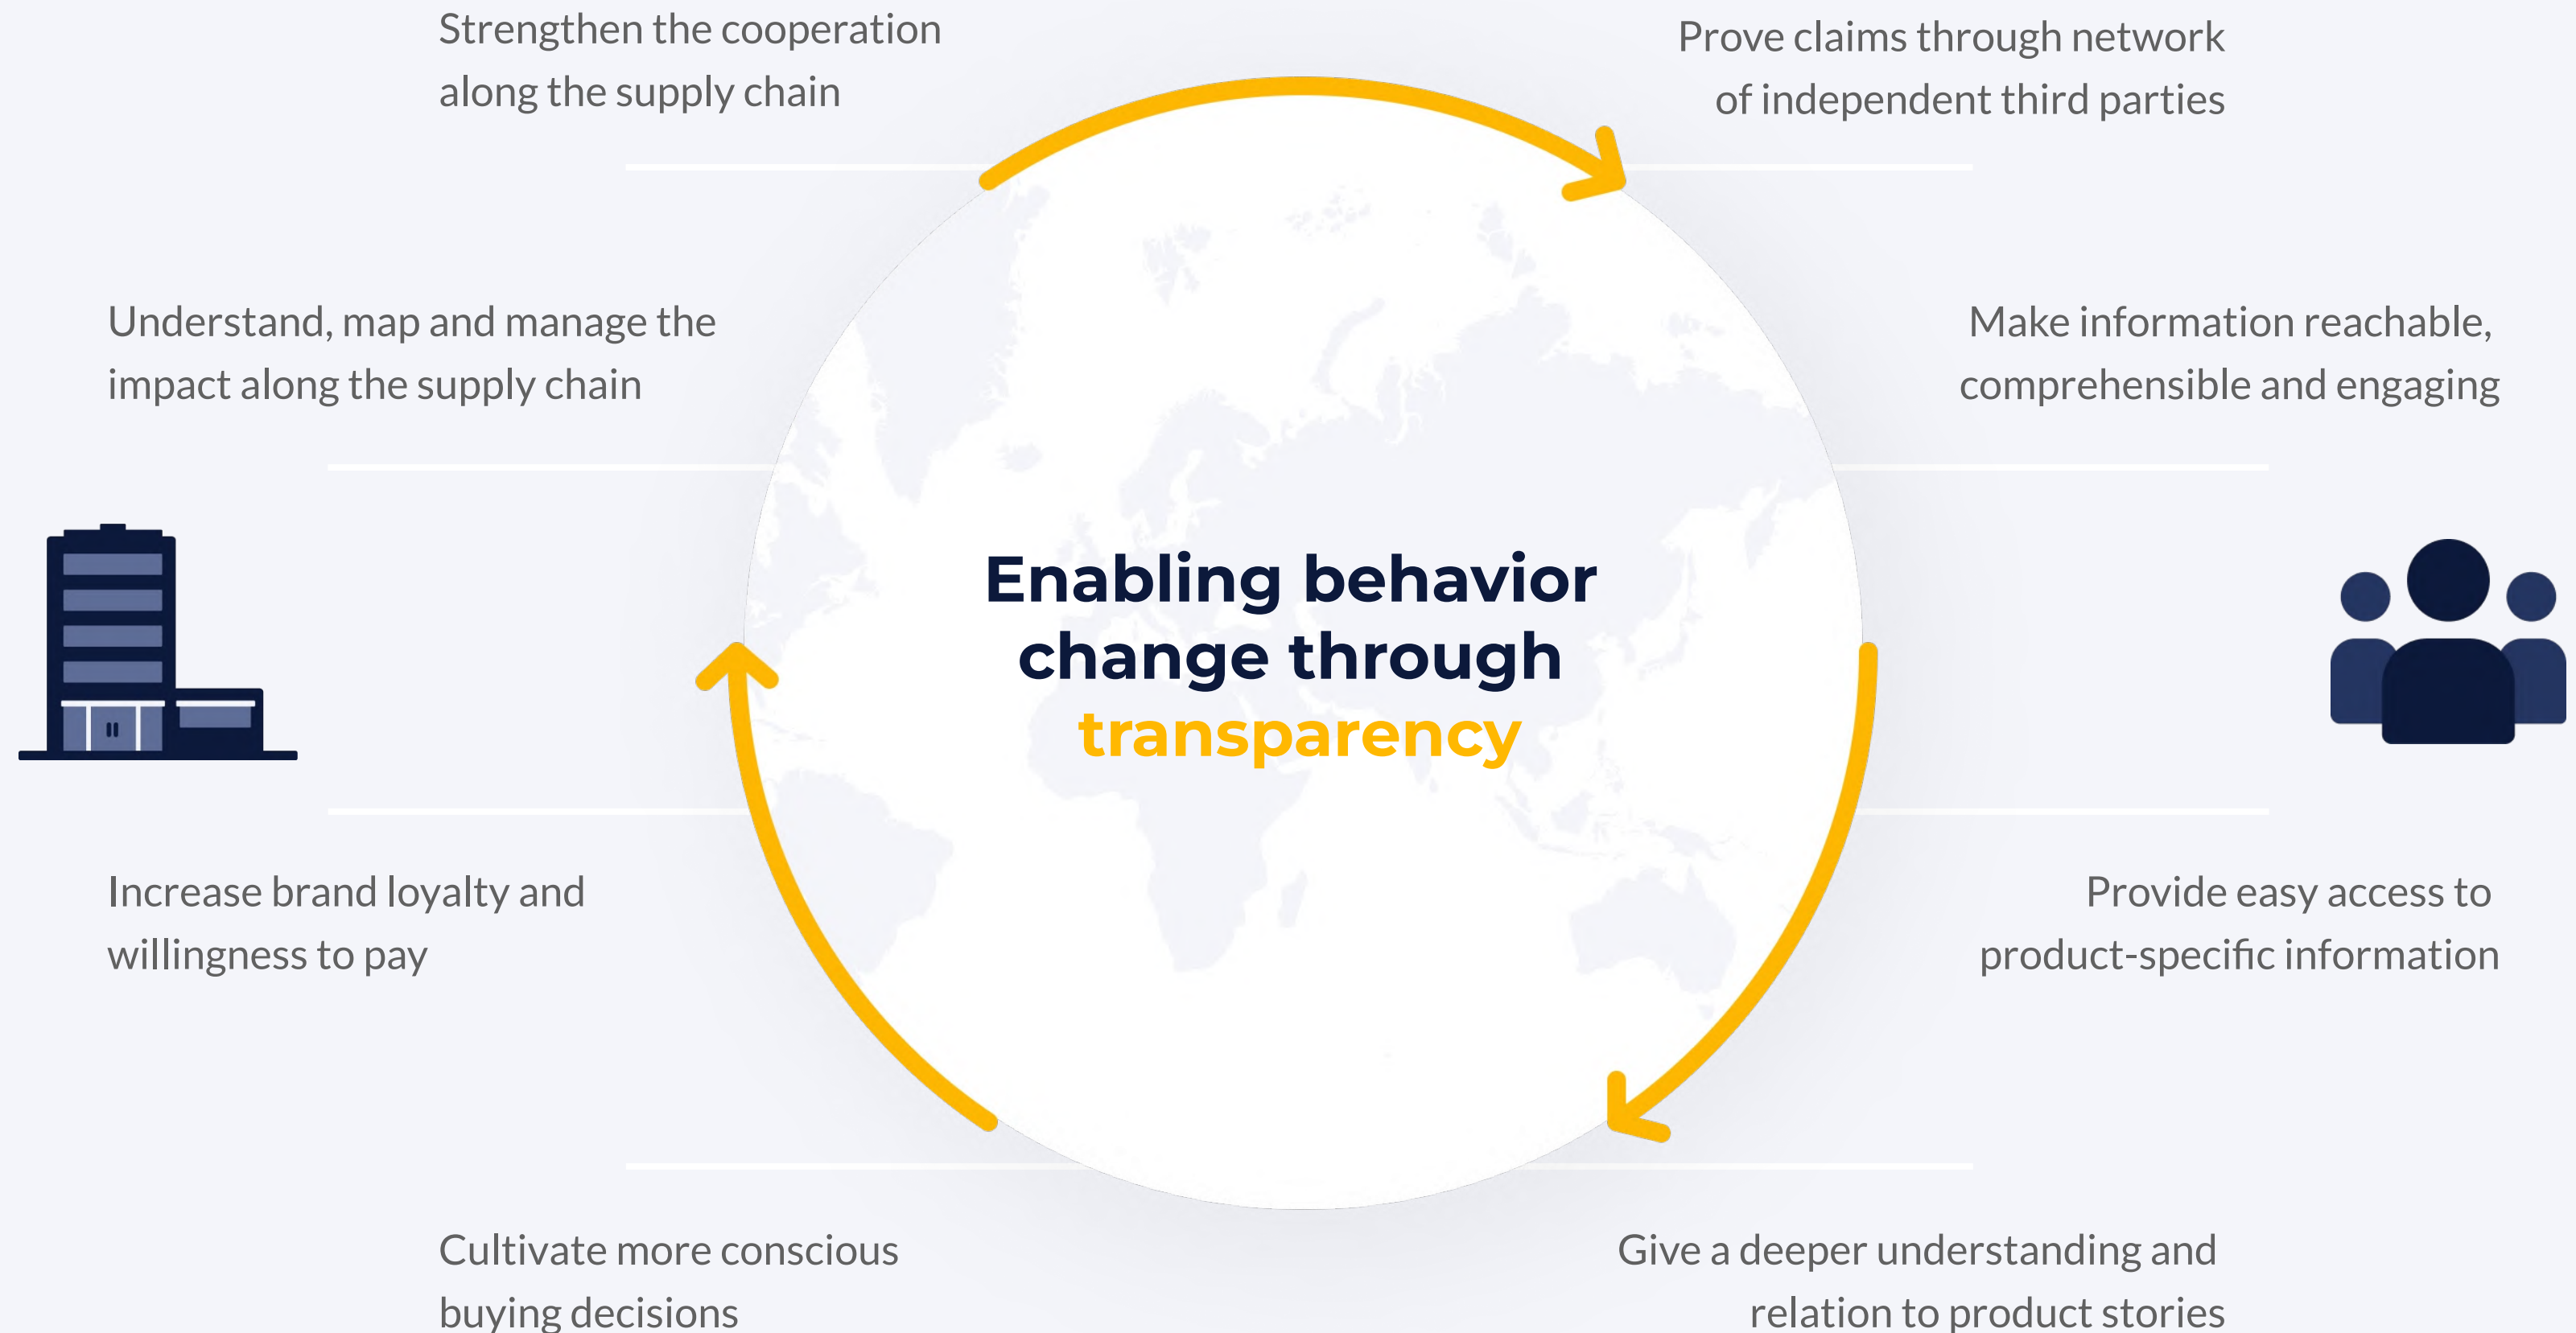 Strengthen the cooperation
along the supply chain
Prove claims through network
of independent third parties
Understand, map and manage the
impact along the supply chain
Make information reachable,
comprehensible and engaging
Enabling behavior
change through
transparency
Increase brand loyalty and
willingness to pay
Provide easy access to
product-specific information
Cultivate more conscious
buying decisions
Give a deeper understanding and
relation to product stories